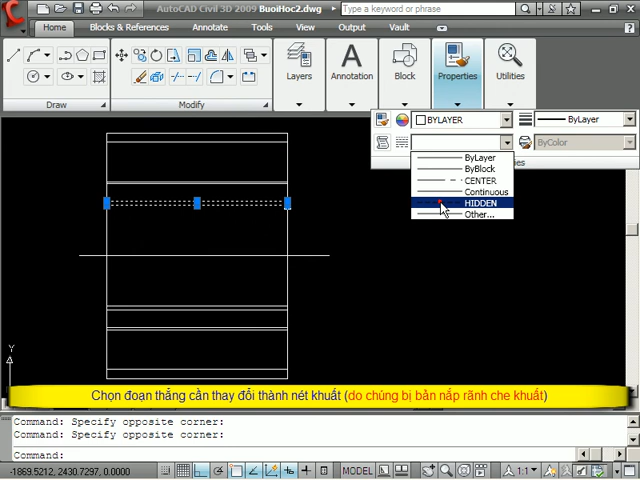 AutoCAD Civil 3D 2009 BuoiHoc2.dwg
Type a keyword or phrase
Home
Blocks & References
Annotate
Tools
View
Output
Vault
Layers
Annotation
Block
Properties
Utilities
Draw
Modify
BYLAYER
ByLayer
ByColor
ByLayer
ByBlock
CENTER
Continuous
HIDDEN
Other...
Y
Chọn đoạn thẳng cần thay đổi thành nét khuất (do chúng bị bản nắp rãnh che khuất)
Command: Specify opposite corner:
Command: Specify opposite corner:
Command:
-1869.5212, 2430.7297, 0.0000
MODEL
1:1